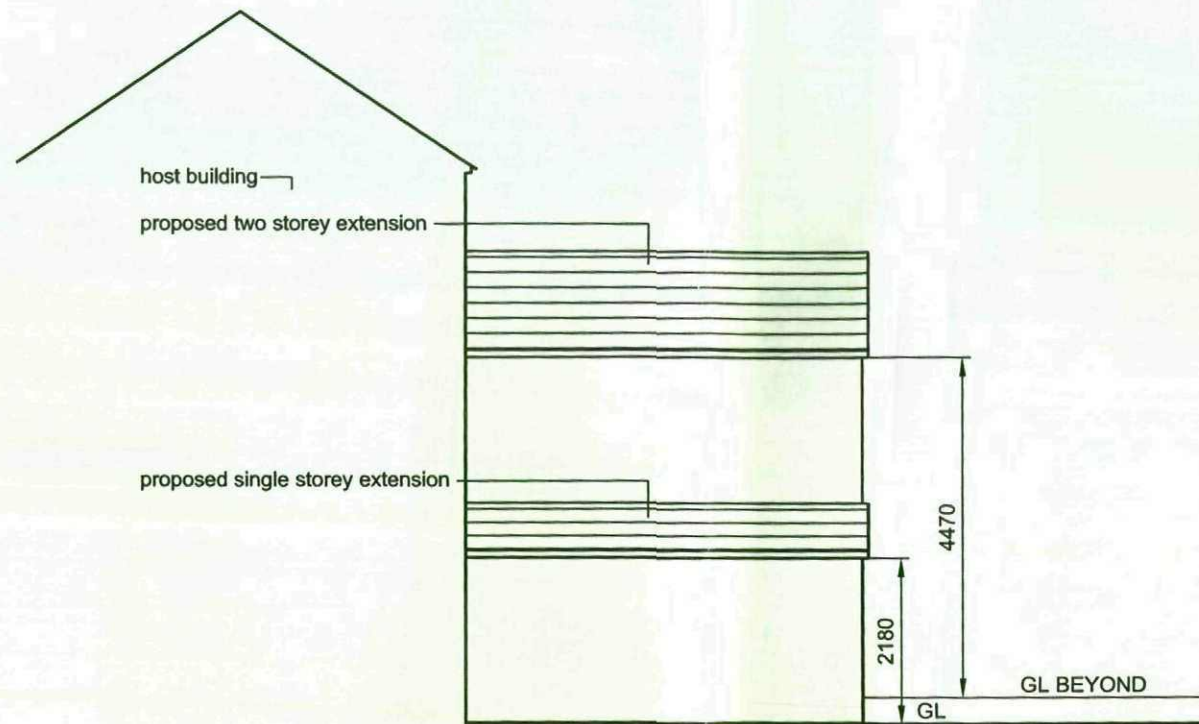 host building
proposed two storey extension
proposed single storey extension
4470
2180
GL BEYOND
GL